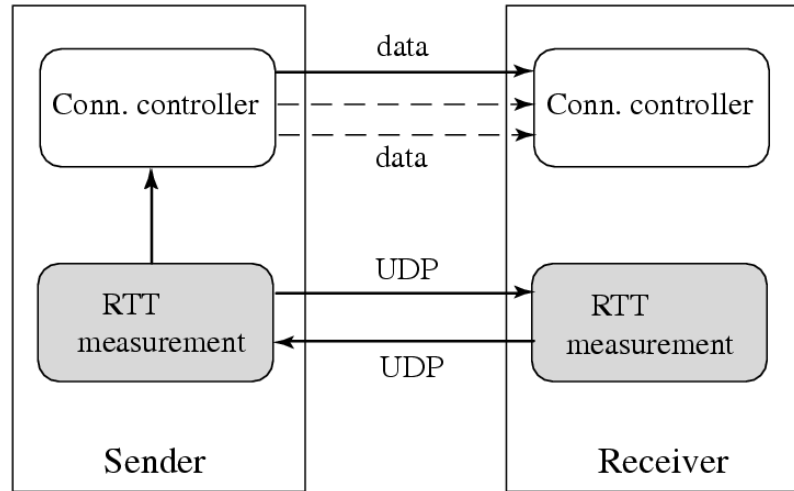 data
Conn. controller
Conn. controller
data
UDP
RTT
measurement
RTT
measurement
UDP
Sender
Receiver